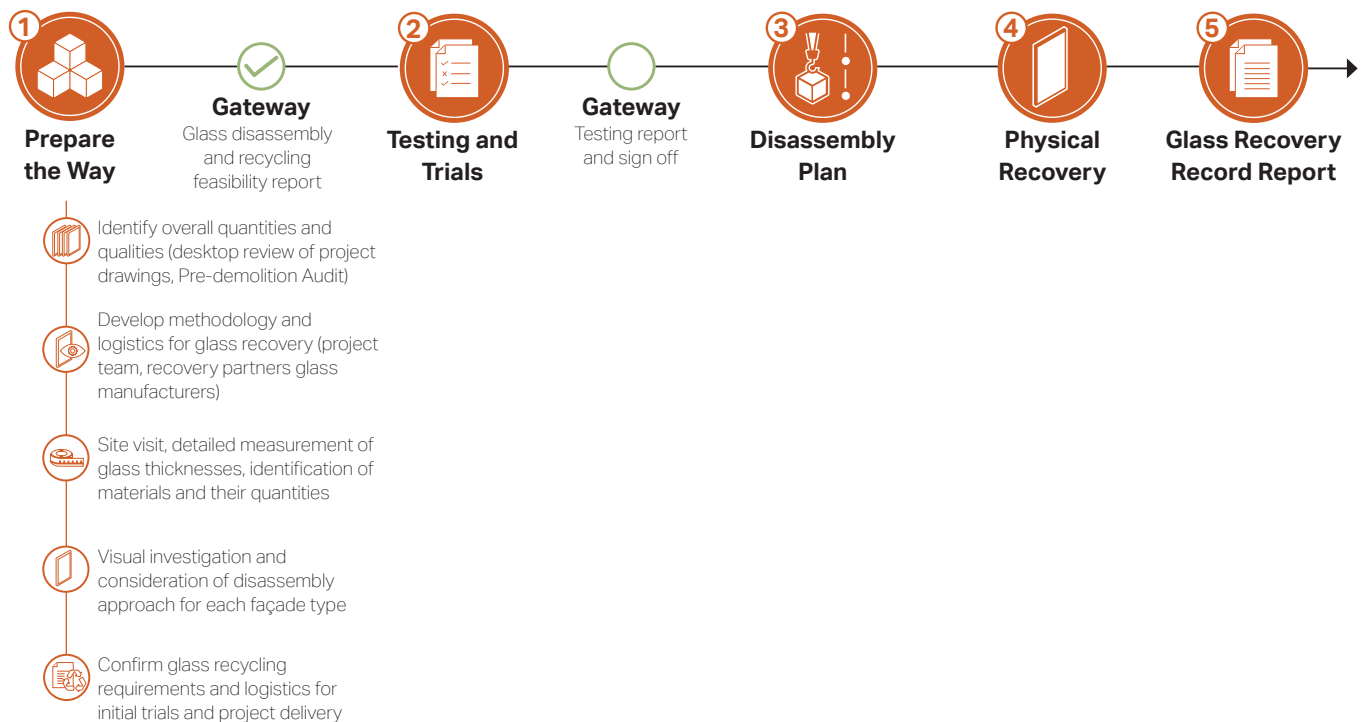 1
Prepare
the Way
Gateway
Glass disassembly
and recycling
feasibility report
2
Testing and
Trials
Gateway
Testing report
and sign off
3
Disassembly
Plan
4
Physical
Recovery
5
Glass Recovery
Record Report
Identify overall quantities and
qualities (desktop review of project
drawings, Pre-demolition Audit)
Develop methodology and
logistics for glass recovery (project
team, recovery partners glass
manufacturers)
Site visit, detailed measurement of
glass thicknesses, identification of
materials and their quantities
Visual investigation and
consideration of disassembly
approach for each façade type
Confirm glass recycling
requirements and logistics for
initial trials and project delivery